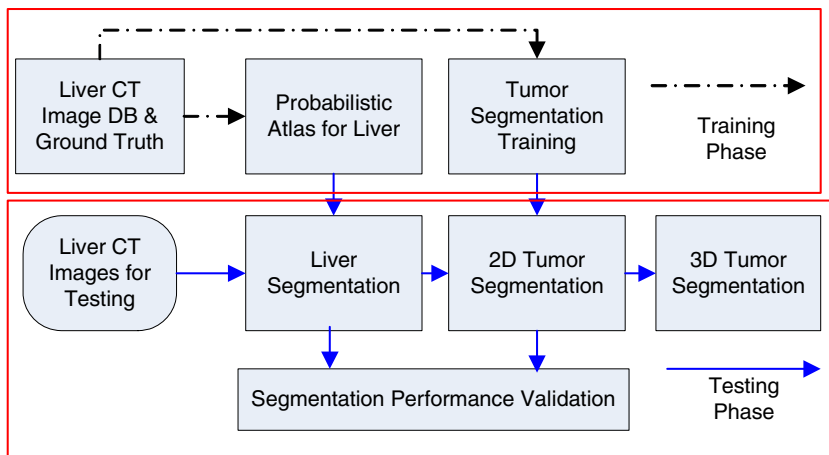 Liver CT
Image DB &
Ground Truth
Probabilistic
Atlas for Liver
Tumor
Segmentation
Training
Training
Phase
Liver CT
Images for
Testing
Liver
Segmentation
2D Tumor
Segmentation
3D Tumor
Segmentation
Segmentation Performance Validation
Testing
Phase